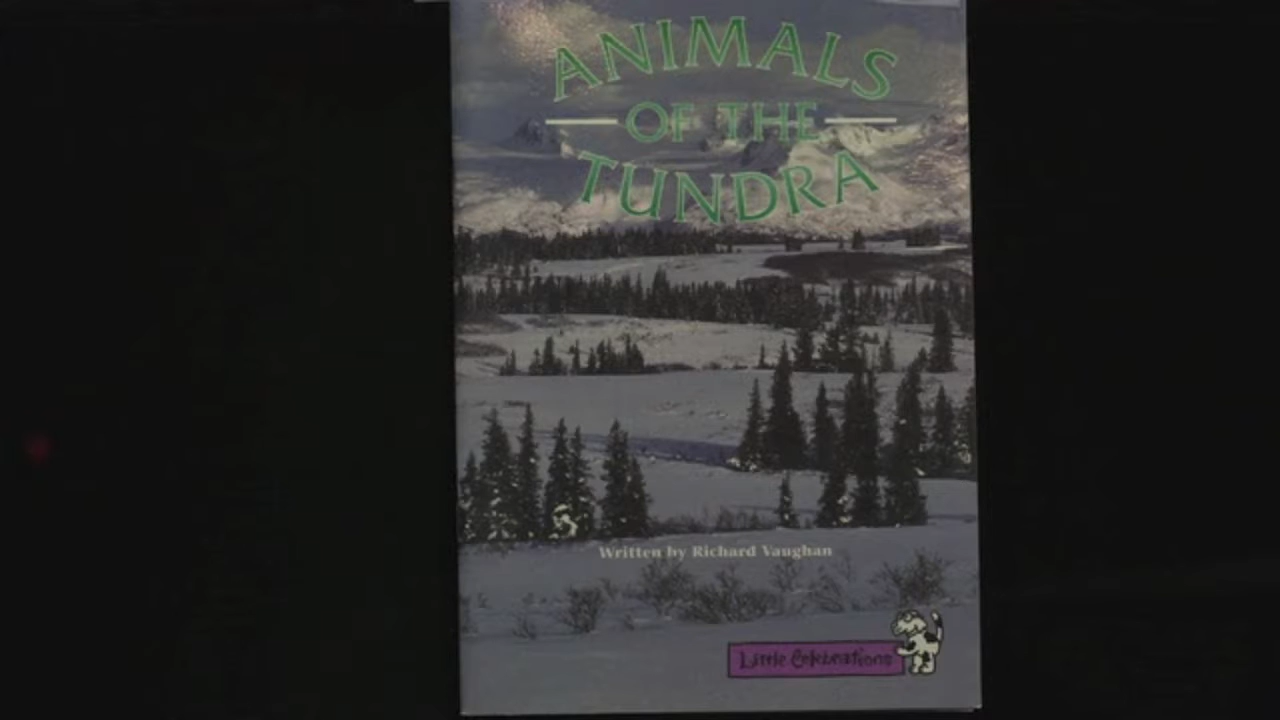 ANIMALS
OF THE
TUNDRA
Written by Richard Vaughan
Little Celebrations